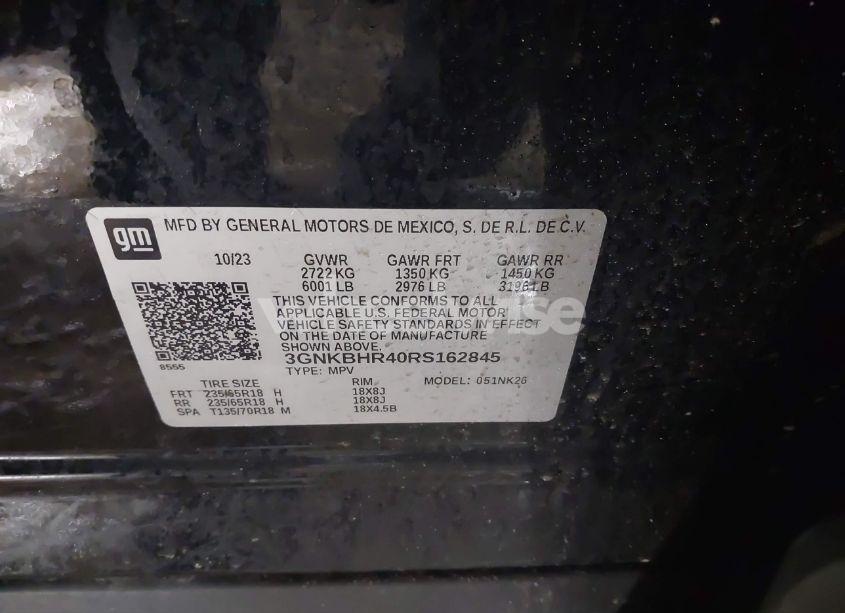 gm MFD BY GENERAL MOTORS DE MEXICO, S. DE R.L. DE C.V.
10/23 GVWR GAWR FRT GAWR RR
2722 KG 1350 KG 1450 KG
6001 LB 2976 LB 3196 LB
THIS VEHICLE CONFORMS TO ALL
APPLICABLE U.S. FEDERAL MOTOR
VEHICLE SAFETY STANDARDS IN EFFECT
ON THE DATE OF MANUFACTURE
SHOWN ABOVE.
3GNKBHR40RS162845
8555
TYPE: MPV MODEL: 051NK26
TIRE SIZE RIM
FRT 235/65R18 H 18X8J
RR 235/65R18 H 18X8J
SPA T135/70R18 M 18X4.5B